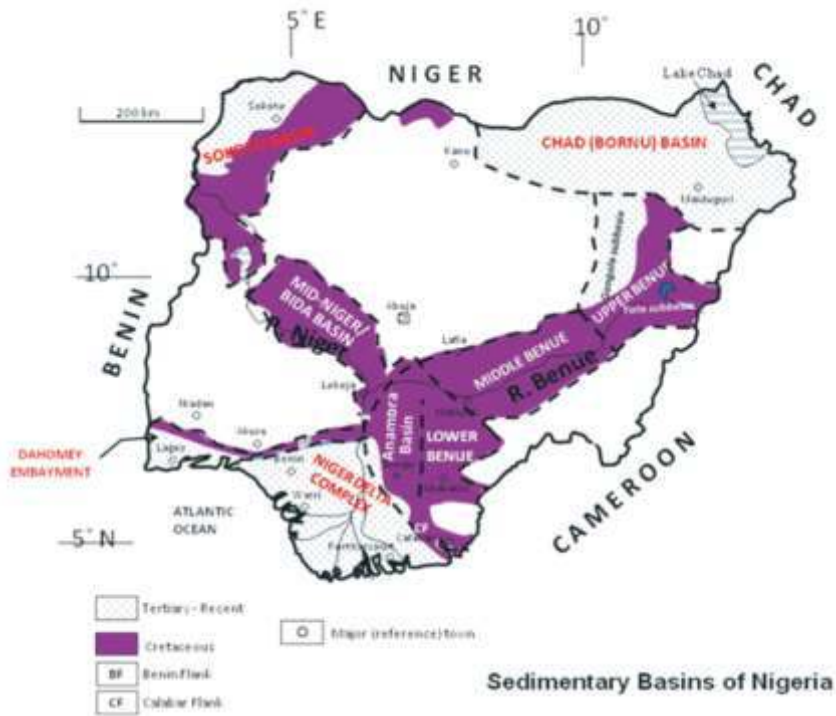 5° E
10°
NIGER
CHAD
Lake Chad
200 km
Sokoto
CHAD (BORNU) BASIN
Kano
Maiduguri
10°
BENIN
MID-NIGER/
BIDA BASIN
R. Niger
Abuja
UPPER BENUE
Lafia
MIDDLE BENUE
R. Benue
Lokoja
Ibadan
Akure
Anambra
Basin
LOWER
BENUE
DAHOMEY
EMBAYMENT
Lagos
Benin
NIGER DELTA
COMPLEX
Warri
ATLANTIC
OCEAN
CAMEROON
5° N
CF
Tertiary - Recent
Cretaceous
Major (reference) town
BF
Benin Flank
CF
Calabar Flank
Sedimentary Basins of Nigeria